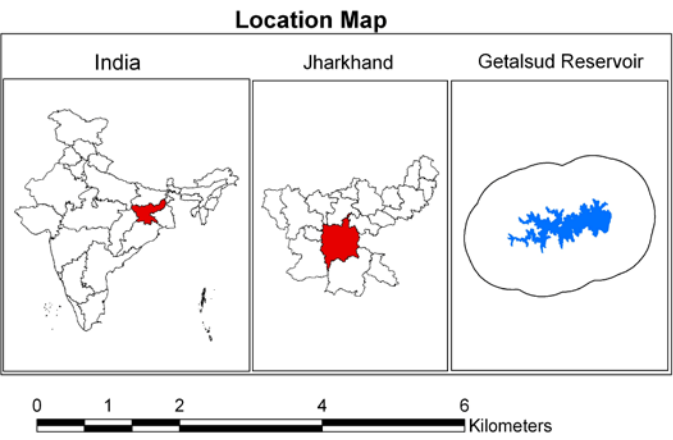 Location Map
India
Jharkhand
Getalsud Reservoir
0 1 2 4 6
Kilometers